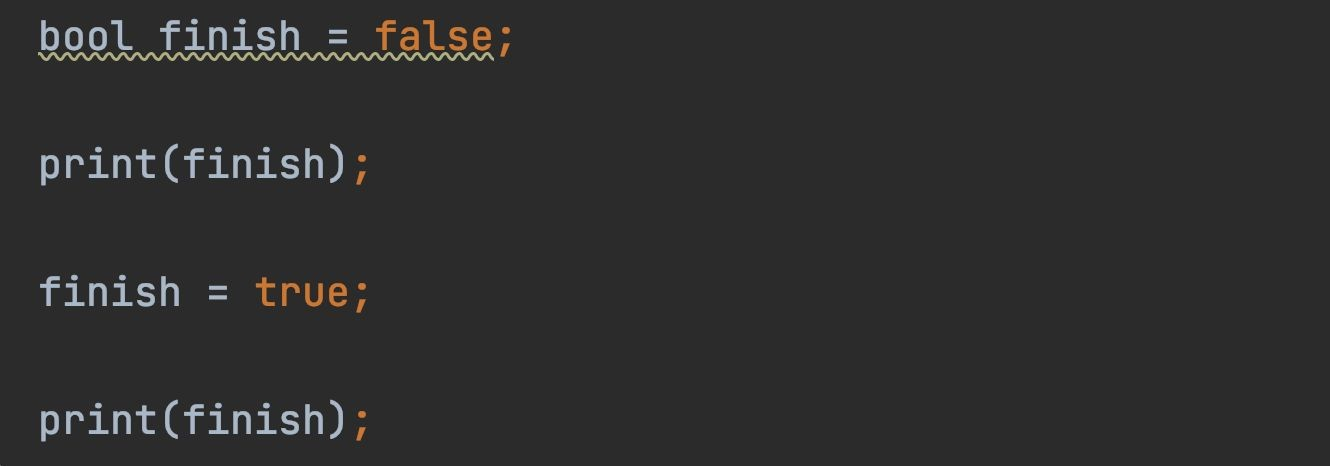 bool finish = false;
print(finish);
finish = true;
print(finish);